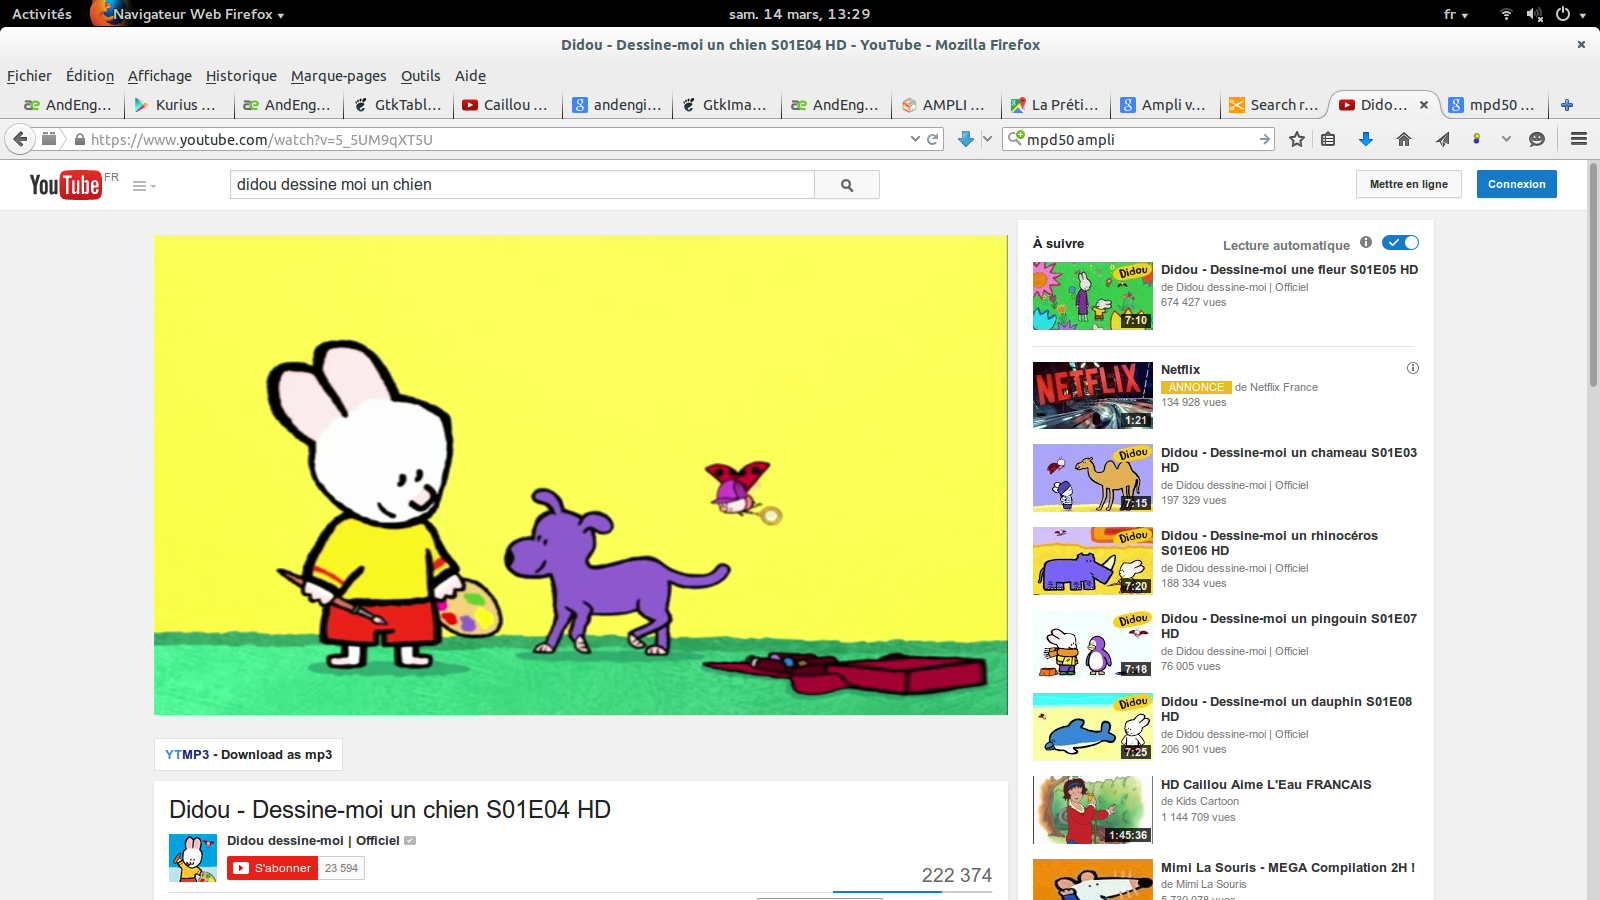 Activités
Navigateur Web Firefox
sam. 14 mars, 13:29
fr
Didou - Dessine-moi un chien S01E04 HD - YouTube - Mozilla Firefox
Fichier Édition Affichage Historique Marque-pages Outils Aide
AndEng… Kurius … AndEng… GtkTabl… Caillou … andengi… GtkIma… AndEng… AMPLI … La Préti… Ampli v… Search r… Dido… mpd50 …
https://www.youtube.com/watch?v=5_5UM9qXT5U
mpd50 ampli
YouTube FR
didou dessine moi un chien
Mettre en ligne
Connexion
À suivre
Lecture automatique
Didou
7:10
Didou - Dessine-moi une fleur S01E05 HD
de Didou dessine-moi | Officiel
674 427 vues
NETFLIX
1:21
Netflix
ANNONCE de Netflix France
134 928 vues
Didou
7:15
Didou - Dessine-moi un chameau S01E03
HD
de Didou dessine-moi | Officiel
197 329 vues
Didou
7:20
Didou - Dessine-moi un rhinocéros
S01E06 HD
de Didou dessine-moi | Officiel
188 334 vues
Didou
7:18
Didou - Dessine-moi un pingouin S01E07
HD
de Didou dessine-moi | Officiel
76 005 vues
Didou
7:25
Didou - Dessine-moi un dauphin S01E08
HD
de Didou dessine-moi | Officiel
206 901 vues
1:45:36
HD Caillou Aime L'Eau FRANCAIS
de Kids Cartoon
1 144 709 vues
Mimi La Souris - MEGA Compilation 2H !
de Mimi La Souris
5 730 078 vues
YTMP3 - Download as mp3
Didou - Dessine-moi un chien S01E04 HD
Didou dessine-moi | Officiel
S'abonner
23 594
222 374